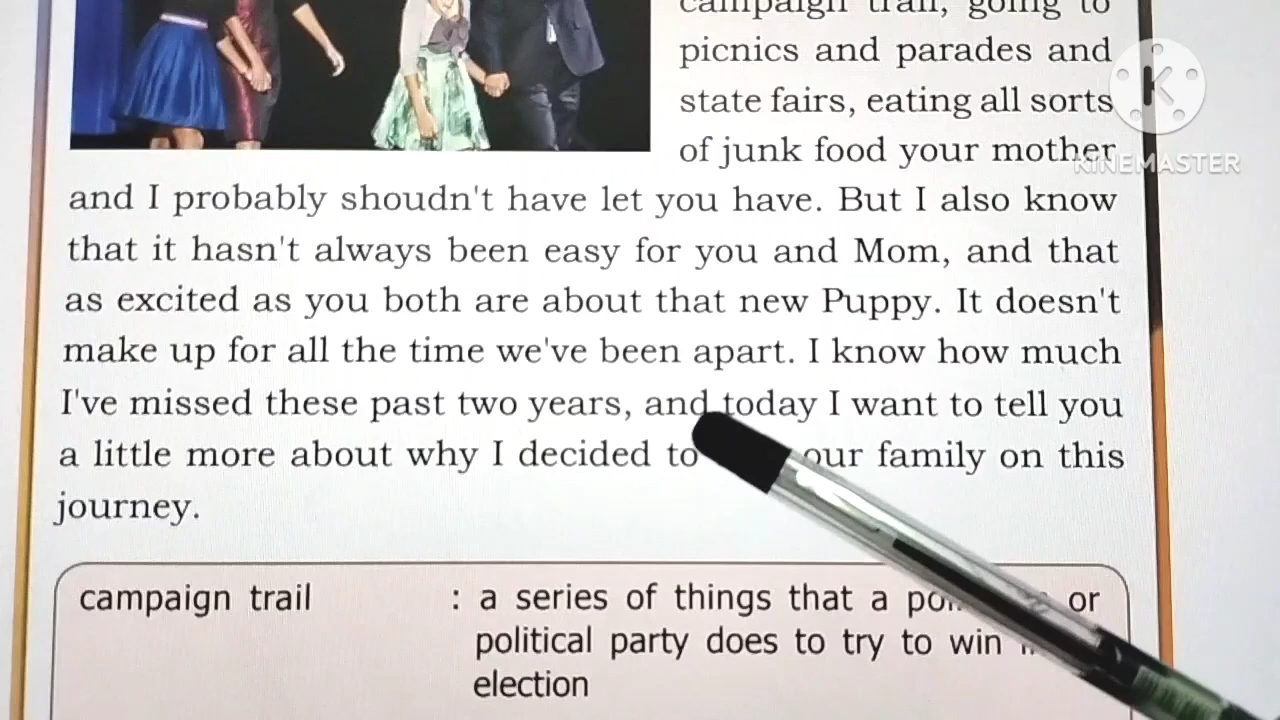 campaign trail, going to
picnics and parades and
state fairs, eating all sorts
of junk food your mother
and I probably shoudn't have let you have. But I also know
that it hasn't always been easy for you and Mom, and that
as excited as you both are about that new Puppy. It doesn't
make up for all the time we've been apart. I know how much
I've missed these past two years, and today I want to tell you
a little more about why I decided to our family on this
journey.
campaign trail : a series of things that a or
political party does to try to win
election
K
KINEMASTER